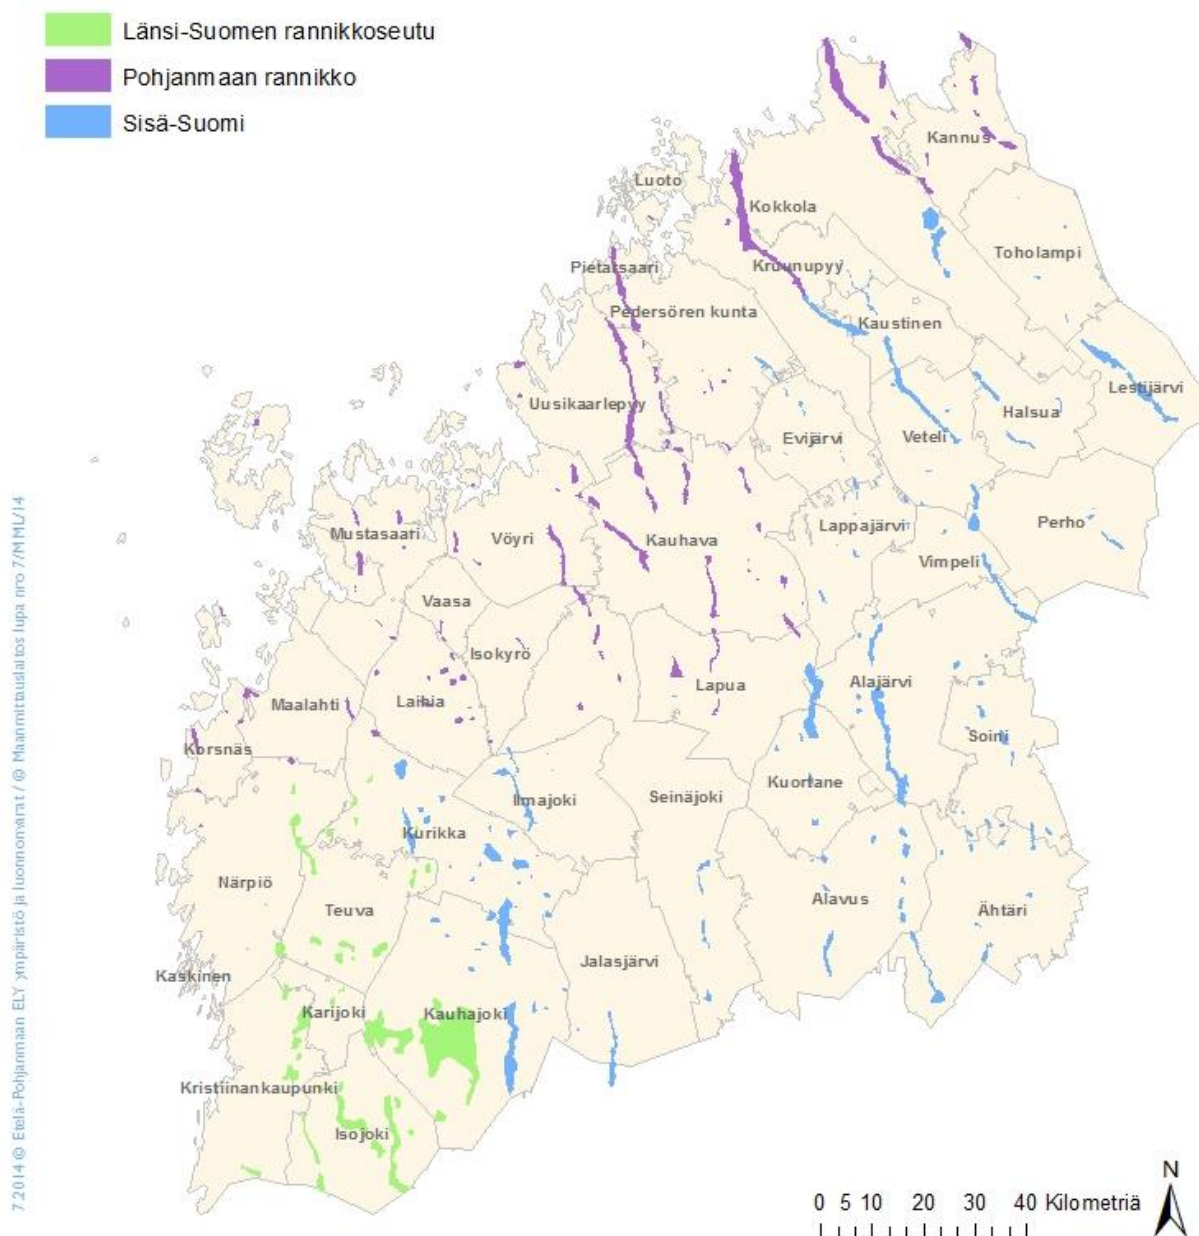 Länsi-Suomen rannikkoseutu
Pohjanmaan rannikko
Sisä-Suomi
Kannus
Luoto
Kokkola
Toholampi
Pietarsaari
Kruunupyy
Pedersören kunta
Kaustinen
Lestijärvi
Uusikaarlepyy
Halsua
Evijärvi
Veteli
Mustasaari
Vöyri
Kauhava
Lappajärvi
Perho
Vimpeli
Vaasa
Isokyrö
Maalahti
Laihia
Lapua
Alajärvi
Korsnäs
Soini
Kuortane
Ilmajoki
Seinäjoki
Kurikka
Närpiö
Teuva
Alavus
Ähtäri
Kaskinen
Jalasjärvi
Karijoki
Kauhajoki
Kristiinankaupunki
Isojoki
7.2014 © Etelä-Pohjanmaan ELY ympäristö ja luonnonvarat / © Maanmittauslaitos lupa nro 7/MML/14
N
0 5 10 20 30 40 Kilometriä